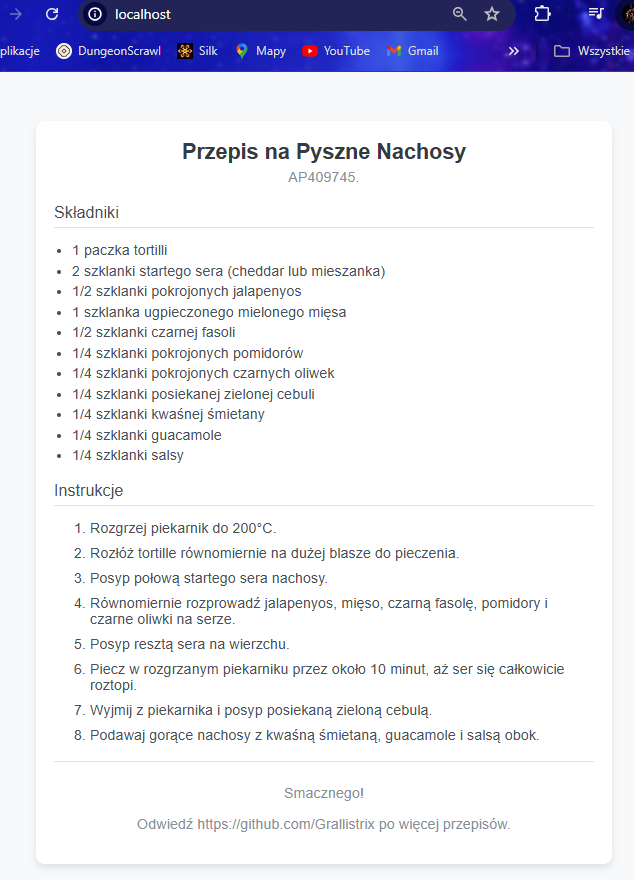 localhost
plikacje DungeonScrawl Silk Mapy YouTube Gmail » Wszystkie
Przepis na Pyszne Nachosy
AP409745.
Składniki
• 1 paczka tortilli
• 2 szklanki startego sera (cheddar lub mieszanka)
• 1/2 szklanki pokrojonych jalapenyos
• 1 szklanka ugpieczonego mielonego mięsa
• 1/2 szklanki czarnej fasoli
• 1/4 szklanki pokrojonych pomidorów
• 1/4 szklanki pokrojonych czarnych oliwek
• 1/4 szklanki posiekanej zielonej cebuli
• 1/4 szklanki kwaśnej śmietany
• 1/4 szklanki guacamole
• 1/4 szklanki salsy
Instrukcje
1. Rozgrzej piekarnik do 200°C.
2. Rozłóż tortille równomiernie na dużej blasze do pieczenia.
3. Posyp połową startego sera nachosy.
4. Równomiernie rozprowadź jalapenyos, mięso, czarną fasolę, pomidory i
czarne oliwki na serze.
5. Posyp resztą sera na wierzchu.
6. Piecz w rozgrzanym piekarniku przez około 10 minut, aż ser się całkowicie
roztopi.
7. Wyjmij z piekarnika i posyp posiekaną zieloną cebulą.
8. Podawaj gorące nachosy z kwaśną śmietaną, guacamole i salsą obok.
Smacznego!
Odwiedź https://github.com/Grallistrix po więcej przepisów.